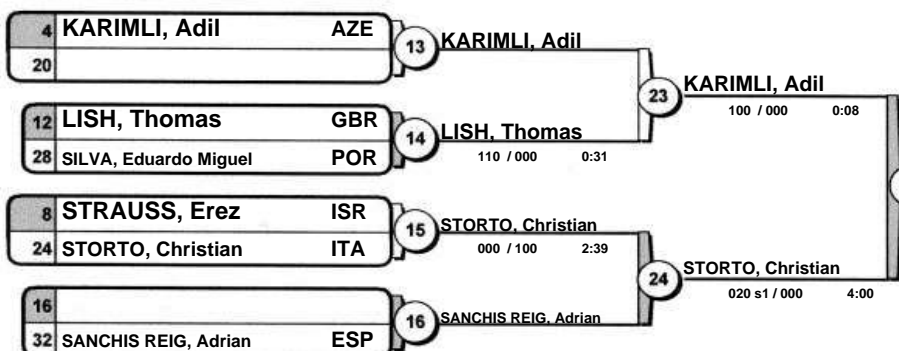 4 KARIMLI, Adil AZE
20
13 KARIMLI, Adil
12 LISH, Thomas GBR
28 SILVA, Eduardo Miguel POR
14 LISH, Thomas
110 / 000 0:31
23 KARIMLI, Adil
100 / 000 0:08
8 STRAUSS, Erez ISR
24 STORTO, Christian ITA
15 STORTO, Christian
000 / 100 2:39
16
32 SANCHIS REIG, Adrian ESP
16 SANCHIS REIG, Adrian
24 STORTO, Christian
020 s1 / 000 4:00